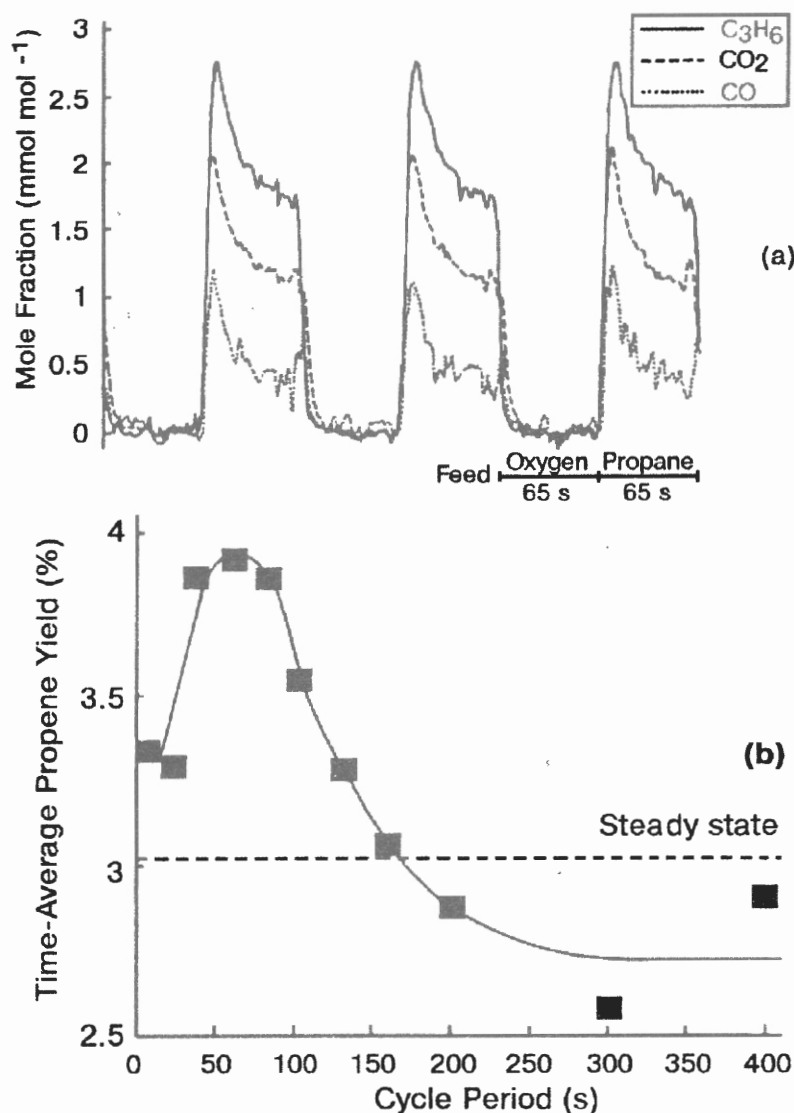 3
2.5
2
1.5
1
0.5
0
Mole Fraction (mmol mol -1)
C3H6
CO2
CO
(a)
Feed Oxygen Propane
65 s 65 s
4
3.5
3
2.5
Time-Average Propene Yield (%)
(b)
Steady state
0 50 100 150 200 250 300 350 400
Cycle Period (s)